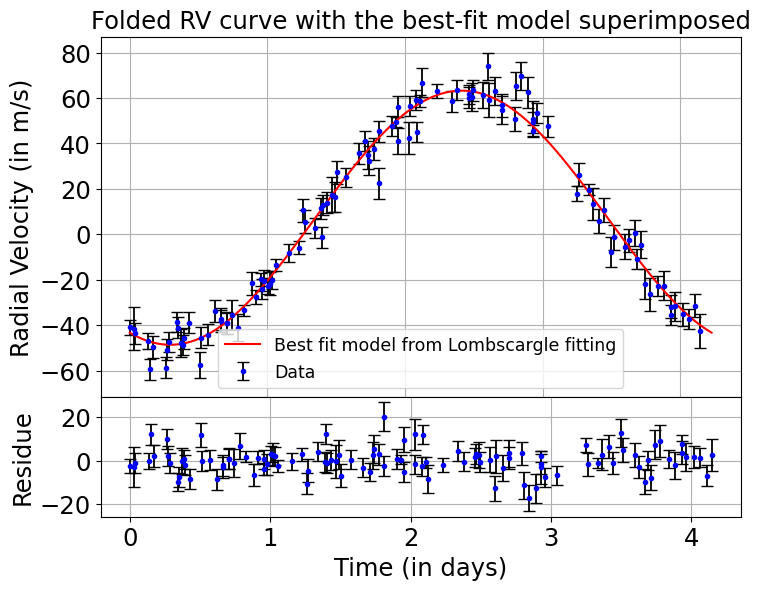 Folded RV curve with the best-fit model superimposed
Radial Velocity (in m/s)
80
60
40
20
0
−20
−40
−60
Best fit model from Lombscargle fitting
Data
Residue
20
0
−20
0 1 2 3 4
Time (in days)